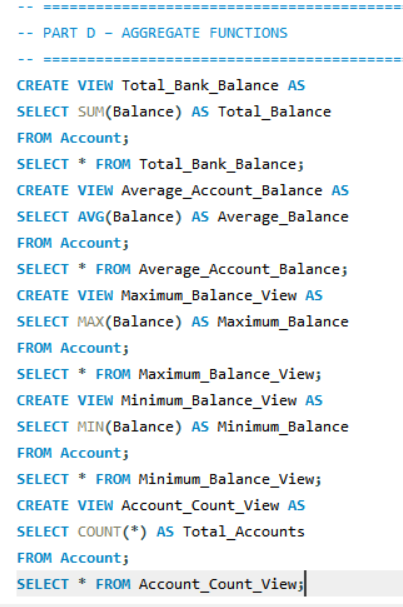 -- ==========================================
-- PART D – AGGREGATE FUNCTIONS
-- ==========================================
CREATE VIEW Total_Bank_Balance AS
SELECT SUM(Balance) AS Total_Balance
FROM Account;
SELECT * FROM Total_Bank_Balance;
CREATE VIEW Average_Account_Balance AS
SELECT AVG(Balance) AS Average_Balance
FROM Account;
SELECT * FROM Average_Account_Balance;
CREATE VIEW Maximum_Balance_View AS
SELECT MAX(Balance) AS Maximum_Balance
FROM Account;
SELECT * FROM Maximum_Balance_View;
CREATE VIEW Minimum_Balance_View AS
SELECT MIN(Balance) AS Minimum_Balance
FROM Account;
SELECT * FROM Minimum_Balance_View;
CREATE VIEW Account_Count_View AS
SELECT COUNT(*) AS Total_Accounts
FROM Account;
SELECT * FROM Account_Count_View;